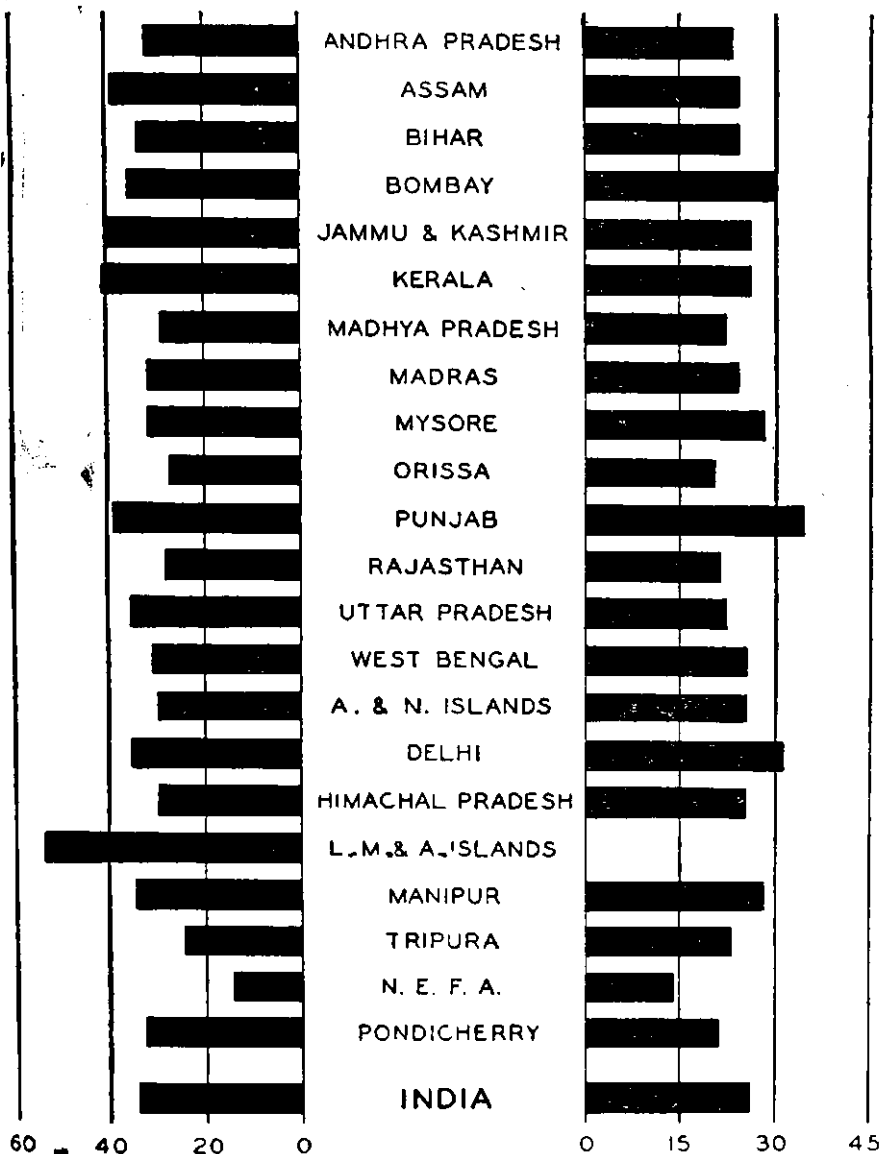 ANDHRA PRADESH
ASSAM
BIHAR
BOMBAY
JAMMU & KASHMIR
KERALA
MADHYA PRADESH
MADRAS
MYSORE
ORISSA
PUNJAB
RAJASTHAN
UTTAR PRADESH
WEST BENGAL
A. & N. ISLANDS
DELHI
HIMACHAL PRADESH
L.M.& A.ISLANDS
MANIPUR
TRIPURA
N. E. F. A.
PONDICHERRY
INDIA
60 40 20 0 0 15 30 45